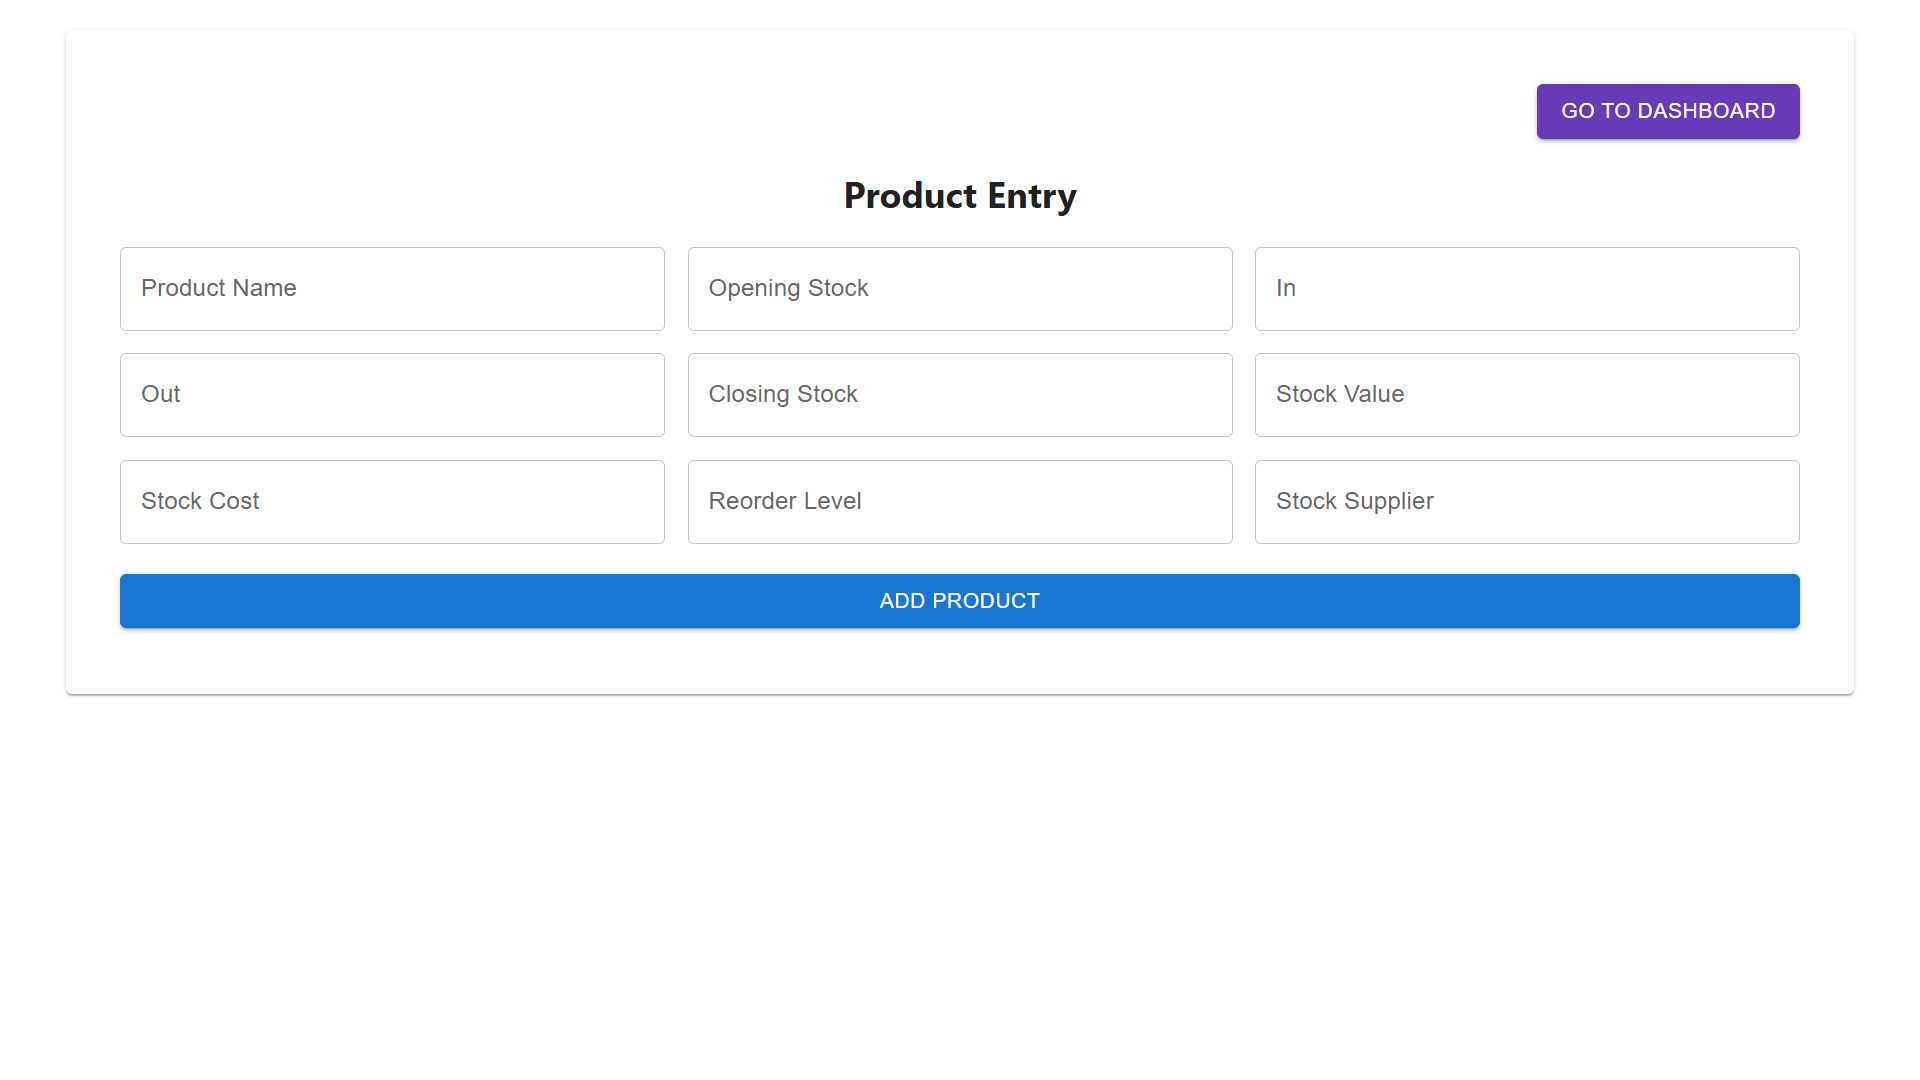 GO TO DASHBOARD
Product Entry
Product Name
Opening Stock
In
Out
Closing Stock
Stock Value
Stock Cost
Reorder Level
Stock Supplier
ADD PRODUCT